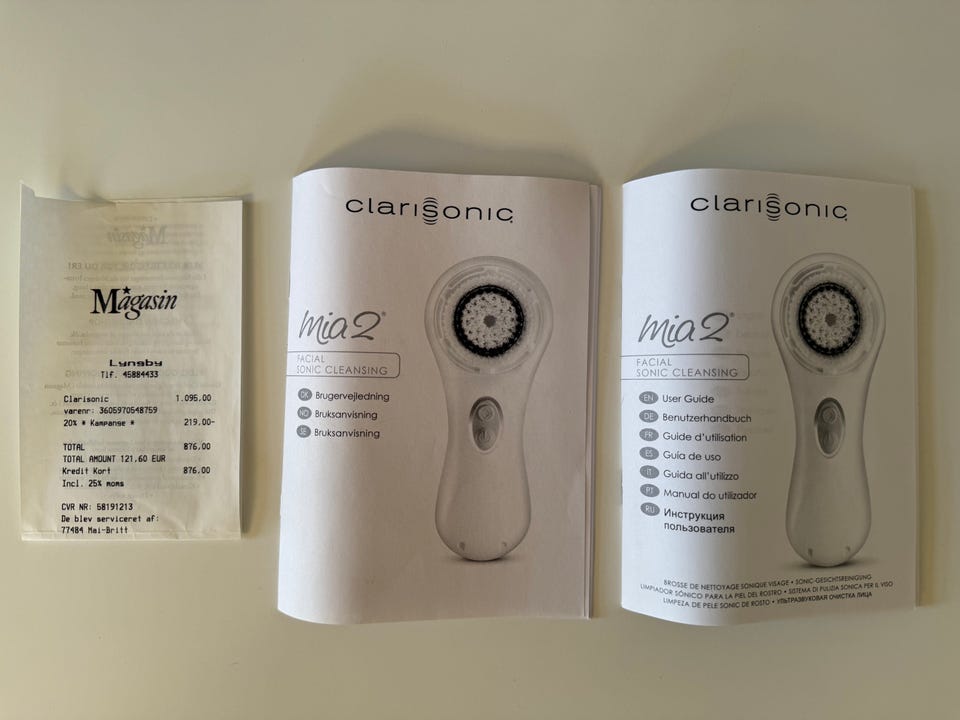 Magasin
Lyngby
Tlf. 45884433
Clarisonic 1.095,00
varenr: 3605970548759
20% * Kampange * 219,00-
TOTAL 876,00
TOTAL AMOUNT 121,60 EUR
Kredit Kort 876,00
Incl. 25% moms
CVR NR: 58191213
De blev serviceret af:
77484 Mai-Britt
clarisonic
mia2
FACIAL
SONIC CLEANSING
DK Brugervejledning
NO Bruksanvisning
SE Bruksanvisning
clarisonic
mia2
FACIAL
SONIC CLEANSING
EN User Guide
DE Benutzerhandbuch
FR Guide d'utilisation
ES Guía de uso
IT Guida all'utilizzo
PT Manual do utilizador
RU Инструкция
пользователя
BROSSE DE NETTOYAGE SONIQUE VISAGE • SONIC-GESICHTSREINIGUNG
LIMPIADOR SÓNICO PARA LA PIEL DEL ROSTRO • SISTEMA DI PULIZIA SONICA PER IL VISO
LIMPEZA DE PELE SONIC DE ROSTO • УЛЬТРАЗВУКОВАЯ ОЧИСТКА ЛИЦА